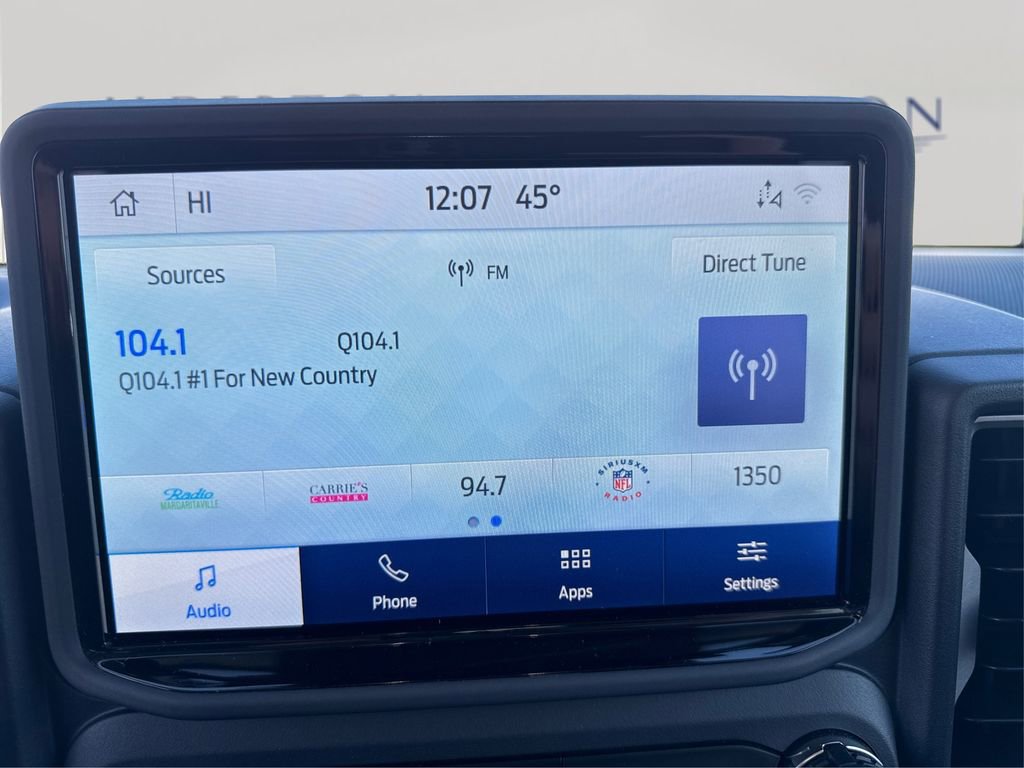 HI 12:07 45°
Sources FM Direct Tune
104.1 Q104.1
Q104.1 #1 For New Country
Radio MARGARITAVILLE CARRIE'S COUNTRY 94.7 SIRIUSXM NFL RADIO 1350
Audio Phone Apps Settings